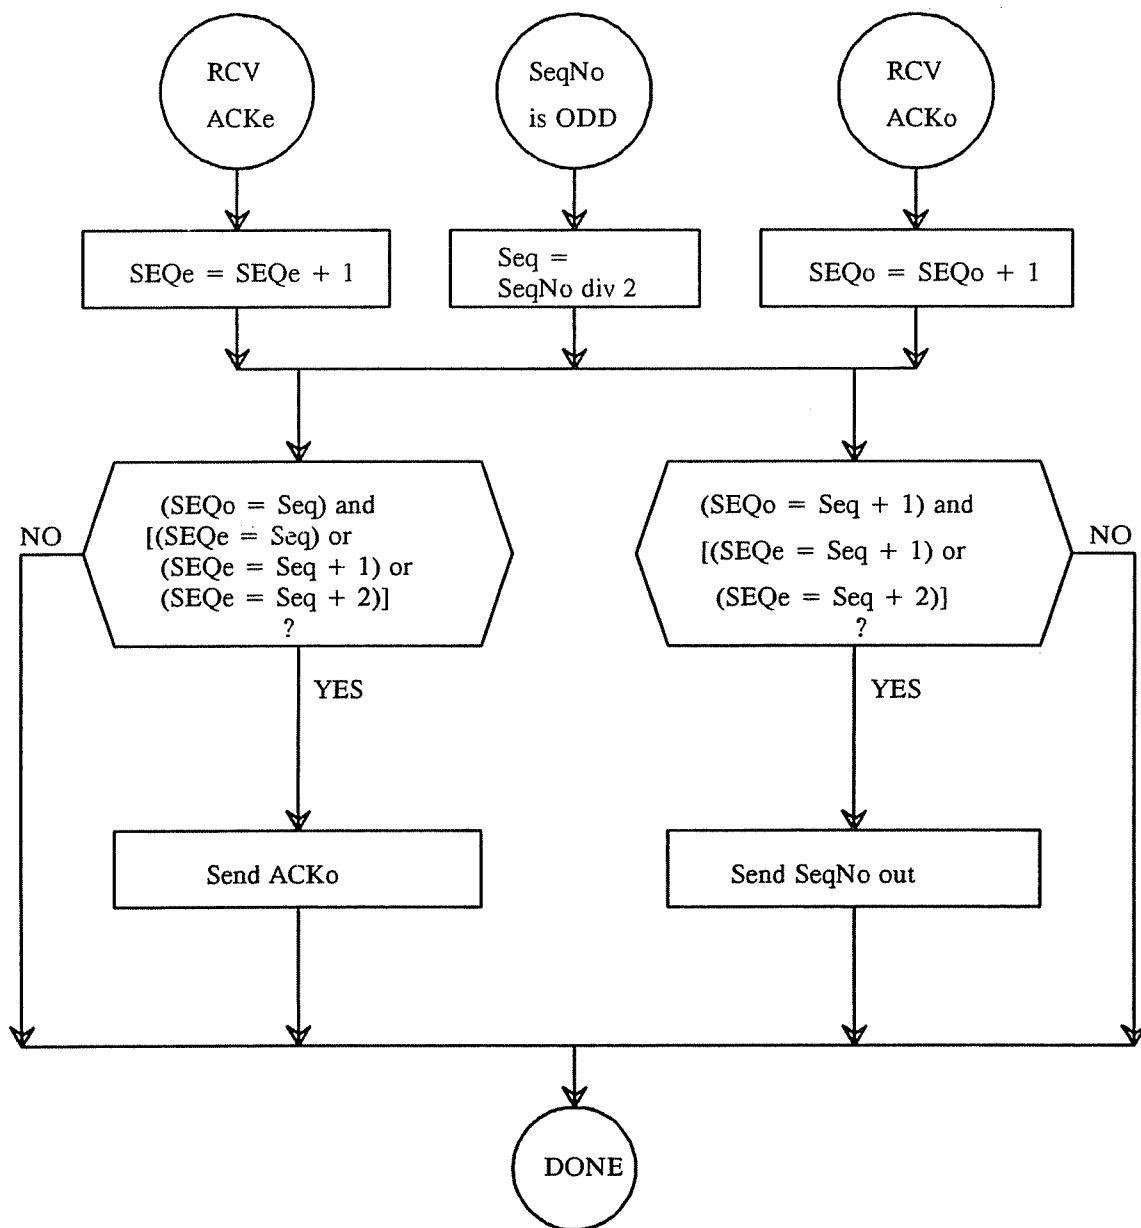 RCV
ACKe
SeqNo
is ODD
RCV
ACKo
SEQe = SEQe + 1
Seq =
SeqNo div 2
SEQo = SEQo + 1
(SEQo = Seq) and
[(SEQe = Seq) or
(SEQe = Seq + 1) or
(SEQe = Seq + 2)]
?
NO
(SEQo = Seq + 1) and
[(SEQe = Seq + 1) or
(SEQe = Seq + 2)]
?
NO
YES
YES
Send ACKo
Send SeqNo out
DONE